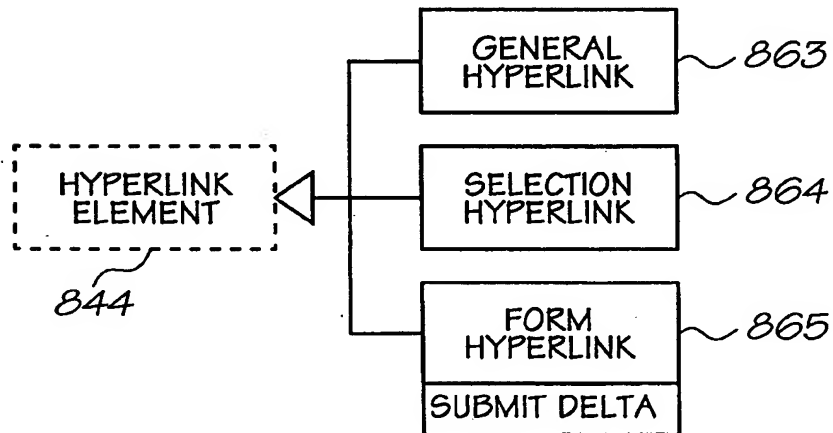 GENERAL
HYPERLINK
863
HYPERLINK
ELEMENT
844
SELECTION
HYPERLINK
864
FORM
HYPERLINK
865
SUBMIT DELTA